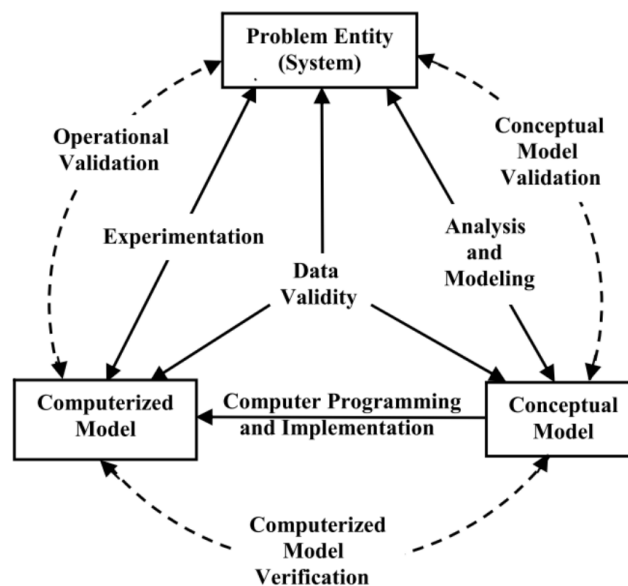 Problem Entity
(System)
Operational
Validation
Conceptual
Model
Validation
Experimentation
Analysis
and
Modeling
Data
Validity
Computerized
Model
Computer Programming
and Implementation
Conceptual
Model
Computerized
Model
Verification